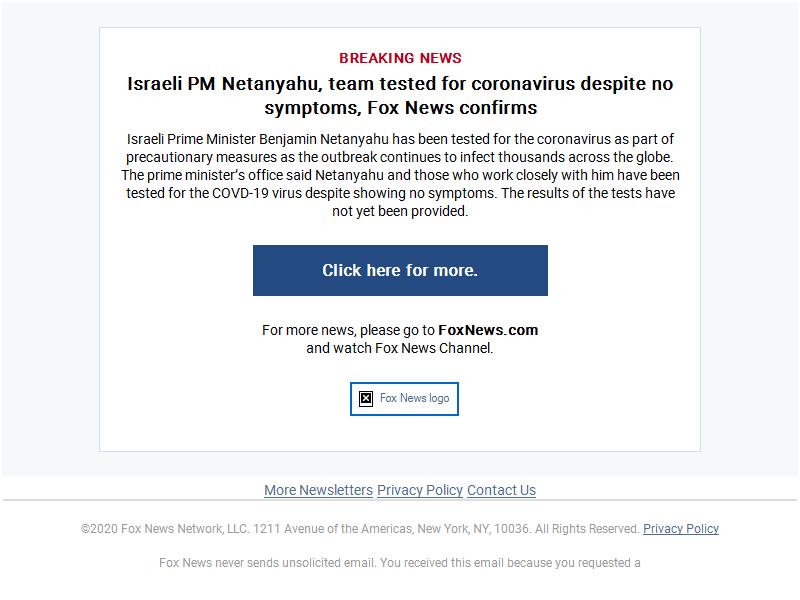 BREAKING NEWS
Israeli PM Netanyahu, team tested for coronavirus despite no
symptoms, Fox News confirms
Israeli Prime Minister Benjamin Netanyahu has been tested for the coronavirus as part of
precautionary measures as the outbreak continues to infect thousands across the globe.
The prime minister's office said Netanyahu and those who work closely with him have been
tested for the COVD-19 virus despite showing no symptoms. The results of the tests have
not yet been provided.
Click here for more.
For more news, please go to FoxNews.com
and watch Fox News Channel.
Fox News logo
More Newsletters Privacy Policy Contact Us
©2020 Fox News Network, LLC. 1211 Avenue of the Americas, New York, NY, 10036. All Rights Reserved. Privacy Policy
Fox News never sends unsolicited email. You received this email because you requested a